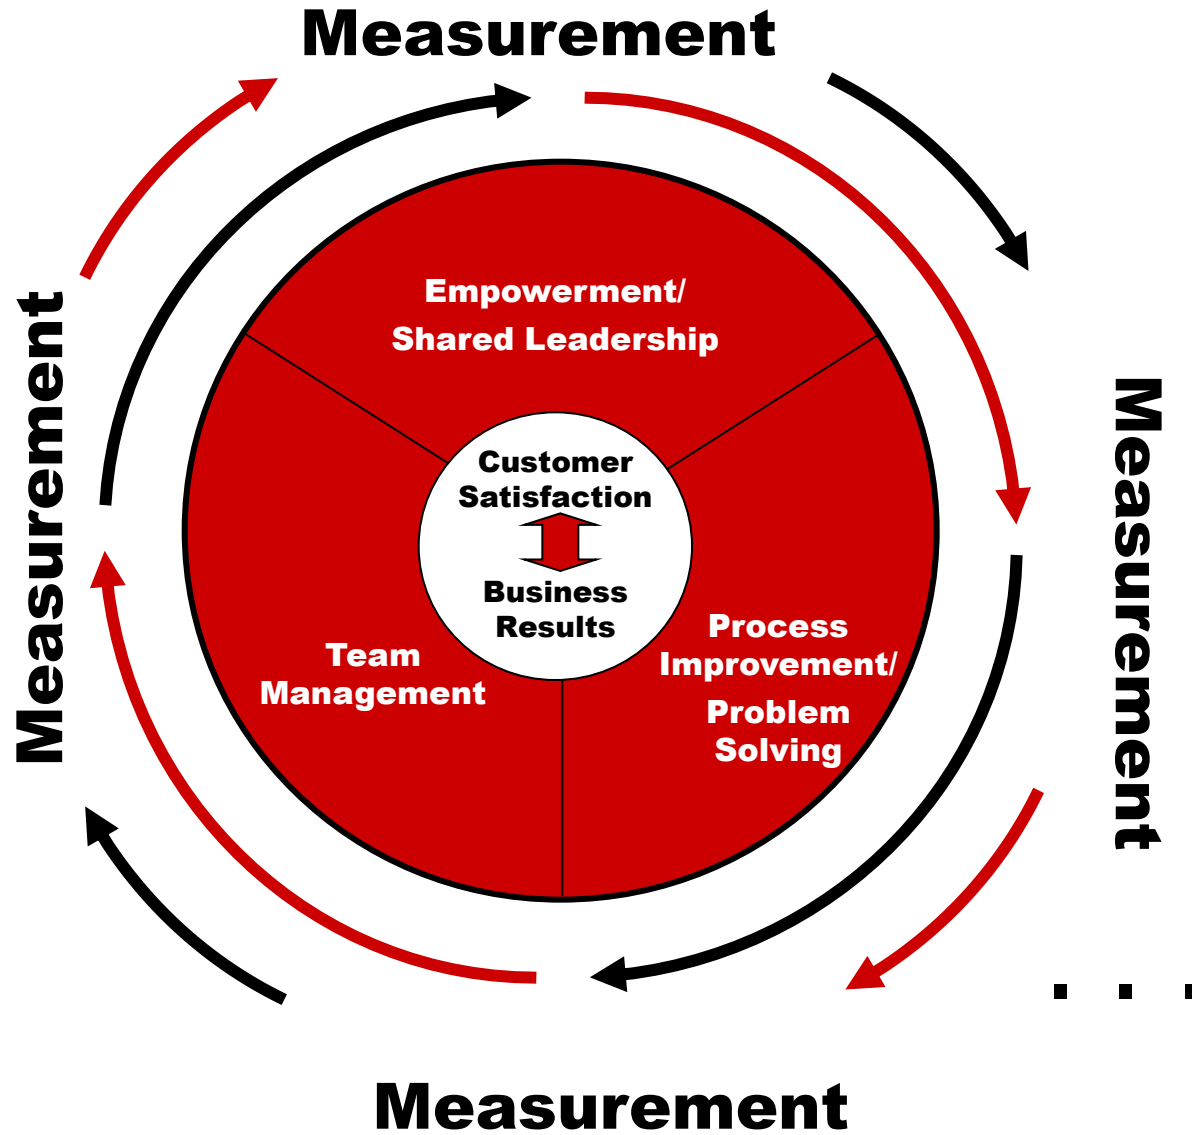 Measurement
Empowerment/
Shared Leadership
Measurement
Measurement
Customer
Satisfaction
Business
Results
Process
Improvement/
Problem
Solving
Team
Management
. . .
Measurement